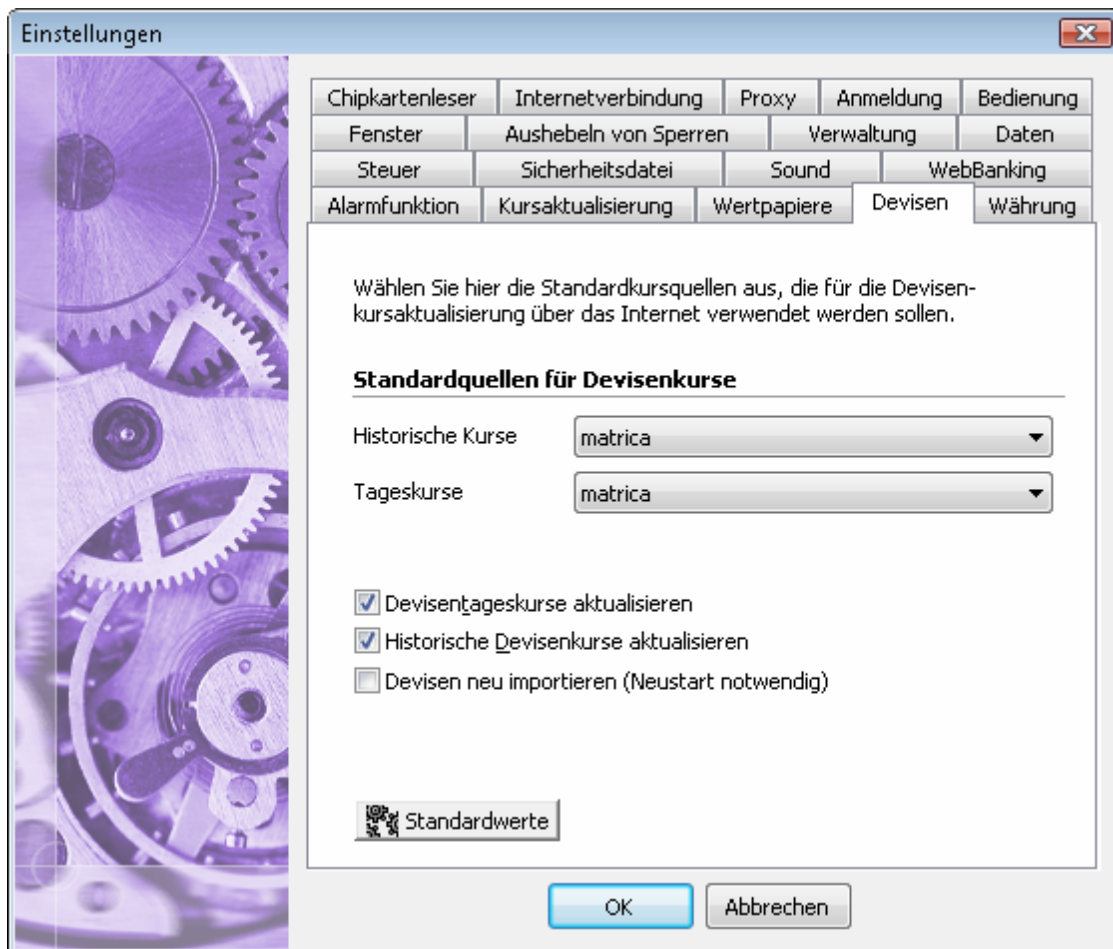 Einstellungen
Chipkartenleser Internetverbindung Proxy Anmeldung Bedienung
Fenster Aushebeln von Sperren Verwaltung Daten
Steuer Sicherheitsdatei Sound WebBanking
Alarmfunktion Kursaktualisierung Wertpapiere Devisen Währung
Wählen Sie hier die Standardkursquellen aus, die für die Devisen-
kursaktualisierung über das Internet verwendet werden sollen.
Standardquellen für Devisenkurse
Historische Kurse matrica
Tageskurse matrica
Devisentageskurse aktualisieren
Historische Devisenkurse aktualisieren
Devisen neu importieren (Neustart notwendig)
Standardwerte
OK Abbrechen